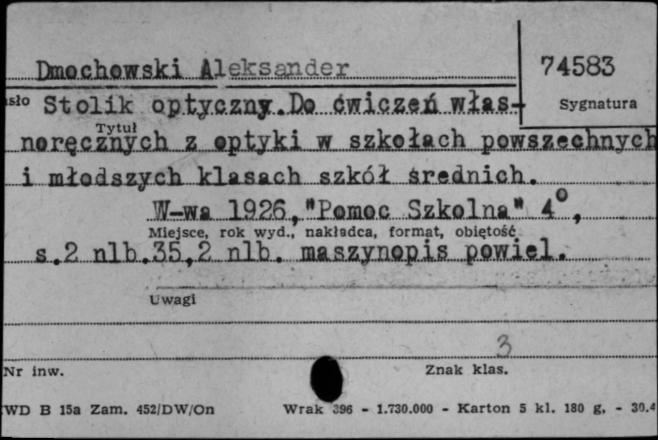 Dmochowski Aleksander
74583
sło Stolik optyczny.Do ćwiczeń włas-
Sygnatura
Tytuł
noręcznych z optyki w szkołach powszechnych
i młodszych klasach szkół średnich.
W-wa 1926,"Pomoc Szkolna" 4°,
Miejsce, rok wyd., nakładca, format, objętość
s.2 nlb.35,2 nlb. maszynopis powiel.
Uwagi
3
Nr inw.
Znak klas.
WD B 15a Zam. 452/DW/On
Wrak 396 - 1.730.000 - Karton 5 kl. 180 g. - 30.4